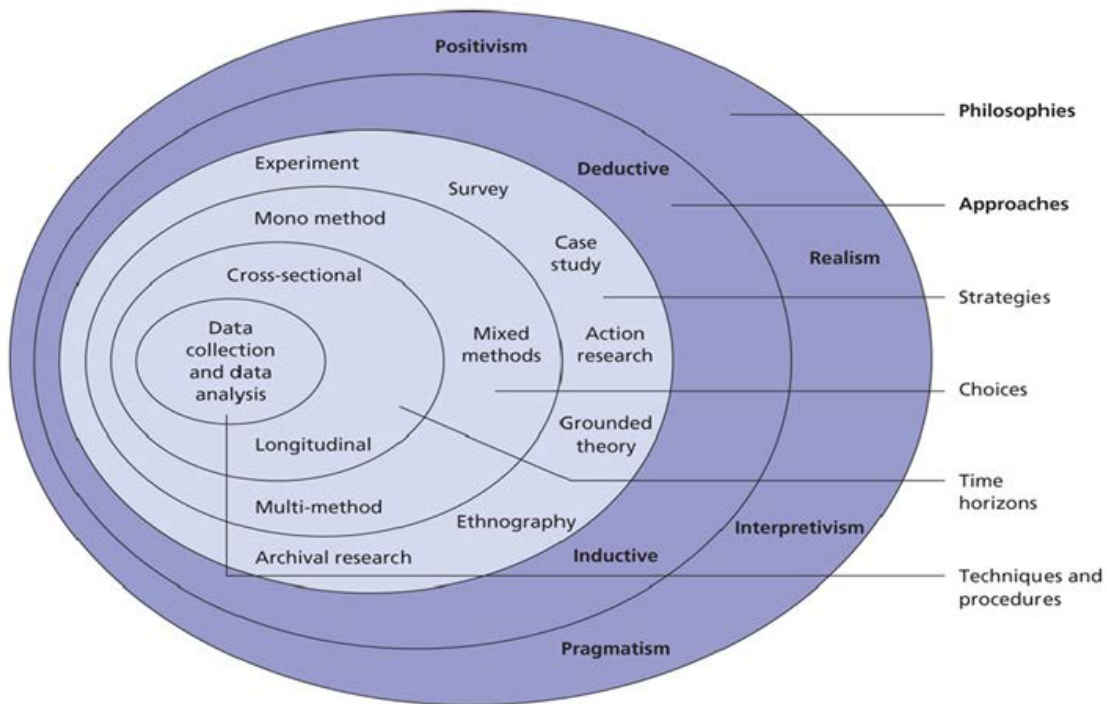 Positivism
Philosophies
Experiment
Deductive
Survey
Approaches
Mono method
Case
study
Realism
Cross-sectional
Strategies
Data
collection
and data
analysis
Mixed
methods
Action
research
Choices
Grounded
theory
Longitudinal
Time
horizons
Multi-method
Ethnography
Interpretivism
Archival research
Inductive
Techniques and
procedures
Pragmatism